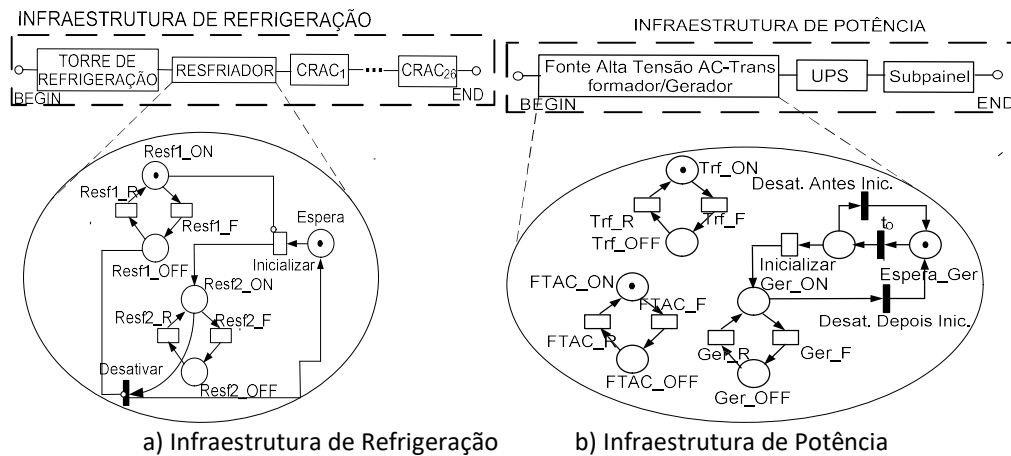 INFRAESTRUTURA DE REFRIGERAÇÃO
TORRE DE
REFRIGERAÇÃO
RESFRIADOR
CRAC1
CRAC26
BEGIN
END
Resf1_ON
Resf1_R
Resf1_F
Espera
Resf1_OFF
Inicializar
Resf2_ON
Resf2_R
Resf2_F
Desativar
Resf2_OFF
a) Infraestrutura de Refrigeração
INFRAESTRUTURA DE POTÊNCIA
Fonte Alta Tensão AC-Trans
formador/Gerador
UPS
Subpainel
BEGIN
END
Trf_ON
Desat. Antes Inic.
Trf_R
Trf_F
to
Trf_OFF
Inicializar
Espera_Ger
FTAC_ON
Ger_ON
FTAC_F
FTAC_R
Desat. Depois Inic.
Ger_R
Ger_F
FTAC_OFF
Ger_OFF
b) Infraestrutura de Potência